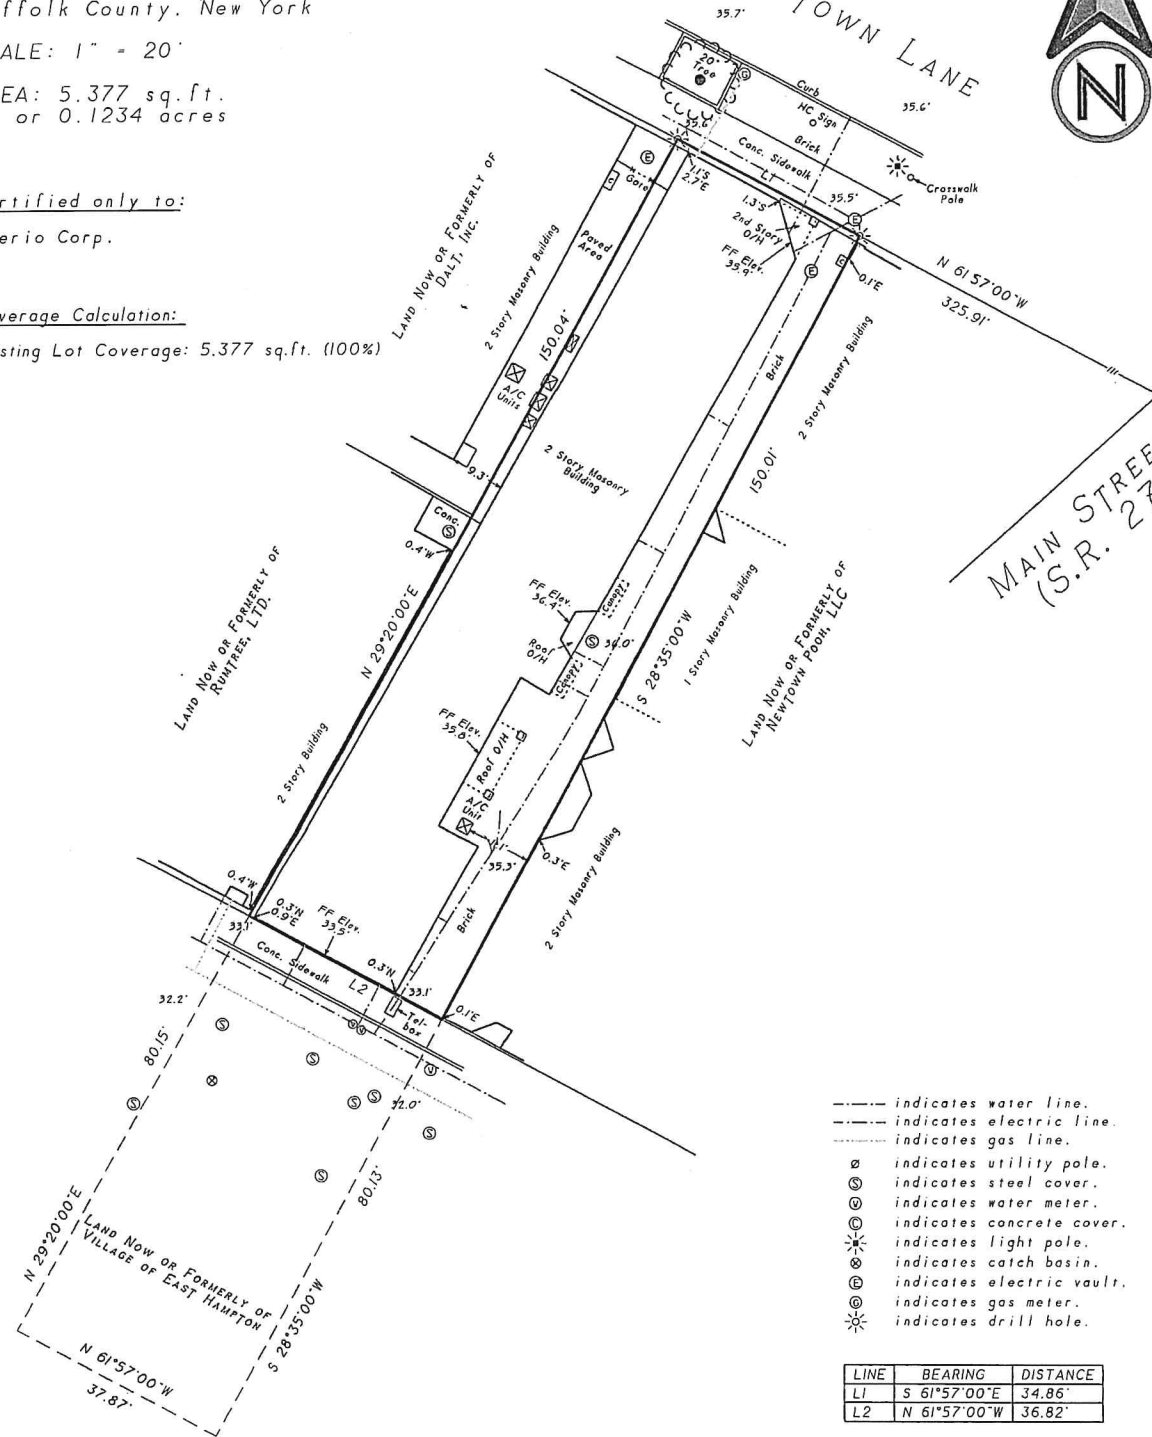 ffolk County, New York
ALE: 1" = 20'
EA: 5,377 sq.ft.
or 0.1234 acres
rtified only to:
erio Corp.
verage Calculation:
sting Lot Coverage: 5,377 sq.ft. (100%)
35.7'
TOWN LANE
N
20"
Tree
G
Curb
HC Sign
35.6'
35.6
Brick
Conc. Sidewalk
L1
Crosswalk
Pole
E
Gate
C
1.1'S
2.7'E
1.3'S
35.5'
2nd Story
O/H
FF Elev.
35.9'
E
E
C
0.1'E
N 61°57'00"W
325.91'
MAIN STREE
(S.R. 27
LAND NOW OR FORMERLY OF
DALT, INC.
2 Story Masonry Building
Paved
Area
150.04'
A/C
Units
Brick
2 Story Masonry Building
9.3'
2 Story Masonry
Building
150.01'
Conc.
S
0.4'W
LAND NOW OR FORMERLY OF
RUMTREE, LTD.
N 29°20'00"E
FF Elev.
36.4'
Canopy
Roof
O/H
S
36.0'
Canopy
S 28°35'00"W
1 Story Masonry Building
LAND NOW OR FORMERLY OF
NEWTOWN POOH, LLC
FF Elev.
35.8'
Roof O/H
2 Story Building
A/C
Unit
35.3'
0.3'E
2 Story Masonry Building
0.4'W
0.3'N
0.9'E
FF Elev.
33.5'
Brick
33.1'
Conc. Sidewalk
L2
0.3'N
33.1'
Tel-
box
0.1'E
32.2'
80.15'
S
S
S
S
S
32.0'
S
S
80.13'
N 29°20'00"E
LAND NOW OR FORMERLY OF
VILLAGE OF EAST HAMPTON
S 28°35'00"W
N 61°57'00"W
37.87'
indicates water line.
indicates electric line.
indicates gas line.
indicates utility pole.
S indicates steel cover.
W indicates water meter.
C indicates concrete cover.
indicates light pole.
indicates catch basin.
E indicates electric vault.
G indicates gas meter.
indicates drill hole.
LINE BEARING DISTANCE
L1 S 61°57'00"E 34.86'
L2 N 61°57'00"W 36.82'